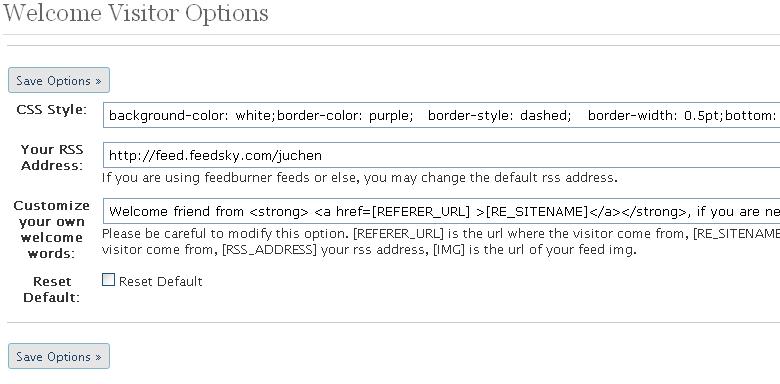 Welcome Visitor Options
Save Options »
CSS Style:
background-color: white;border-color: purple; border-style: dashed; border-width: 0.5pt;bottom:
Your RSS Address:
http://feed.feedsky.com/juchen
If you are using feedburner feeds or else, you may change the default rss address.
Customize your own welcome words:
Welcome friend from <strong> <a href=[REFERER_URL] >[RE_SITENAME]</a></strong>, if you are ne
Please be careful to modify this option. [REFERER_URL] is the url where the visitor come from, [RE_SITENAME
visitor come from, [RSS_ADDRESS] your rss address, [IMG] is the url of your feed img.
Reset Default:
Reset Default
Save Options »